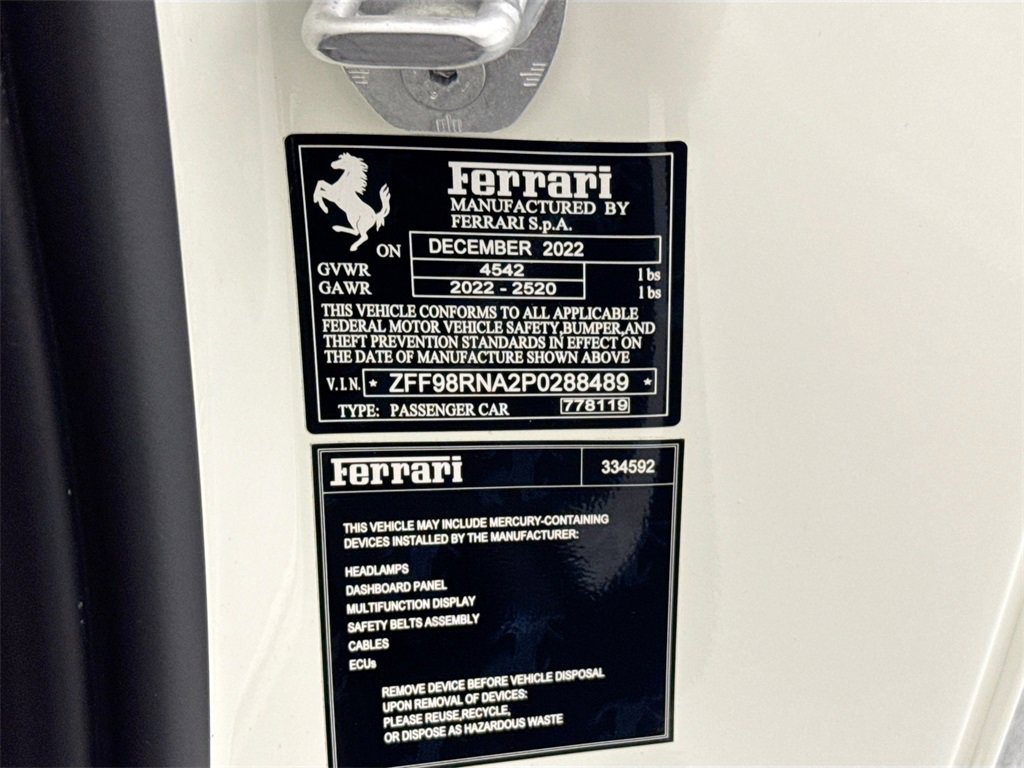 Ferrari
MANUFACTURED BY
FERRARI S.p.A.
ON DECEMBER 2022
GVWR 4542 lbs
GAWR 2022 - 2520 lbs
THIS VEHICLE CONFORMS TO ALL APPLICABLE
FEDERAL MOTOR VEHICLE SAFETY,BUMPER,AND
THEFT PREVENTION STANDARDS IN EFFECT ON
THE DATE OF MANUFACTURE SHOWN ABOVE
V.I.N. * ZFF98RNA2P0288489 *
TYPE: PASSENGER CAR 778119
Ferrari 334592
THIS VEHICLE MAY INCLUDE MERCURY-CONTAINING
DEVICES INSTALLED BY THE MANUFACTURER:
HEADLAMPS
DASHBOARD PANEL
MULTIFUNCTION DISPLAY
SAFETY BELTS ASSEMBLY
CABLES
ECUs
REMOVE DEVICE BEFORE VEHICLE DISPOSAL
UPON REMOVAL OF DEVICES:
PLEASE REUSE,RECYCLE,
OR DISPOSE AS HAZARDOUS WASTE